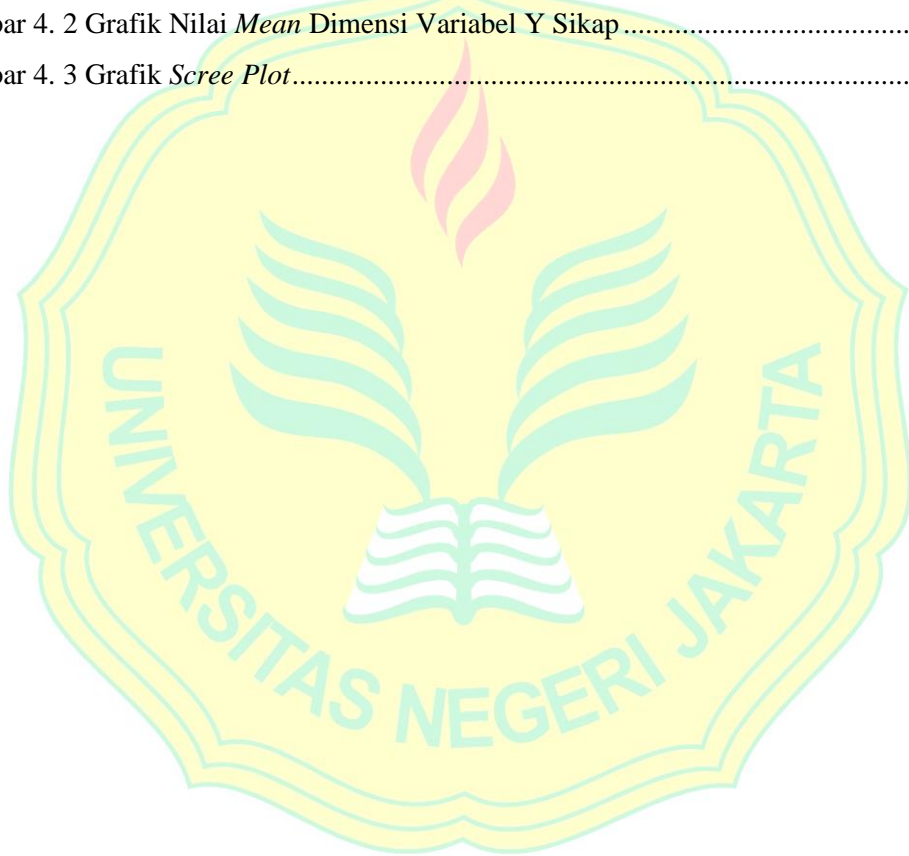 bar 4. 2 Grafik Nilai Mean Dimensi Variabel Y Sikap ..........................................
bar 4. 3 Grafik Scree Plot....................................................................................................
UNIVERSITAS NEGERI JAKARTA